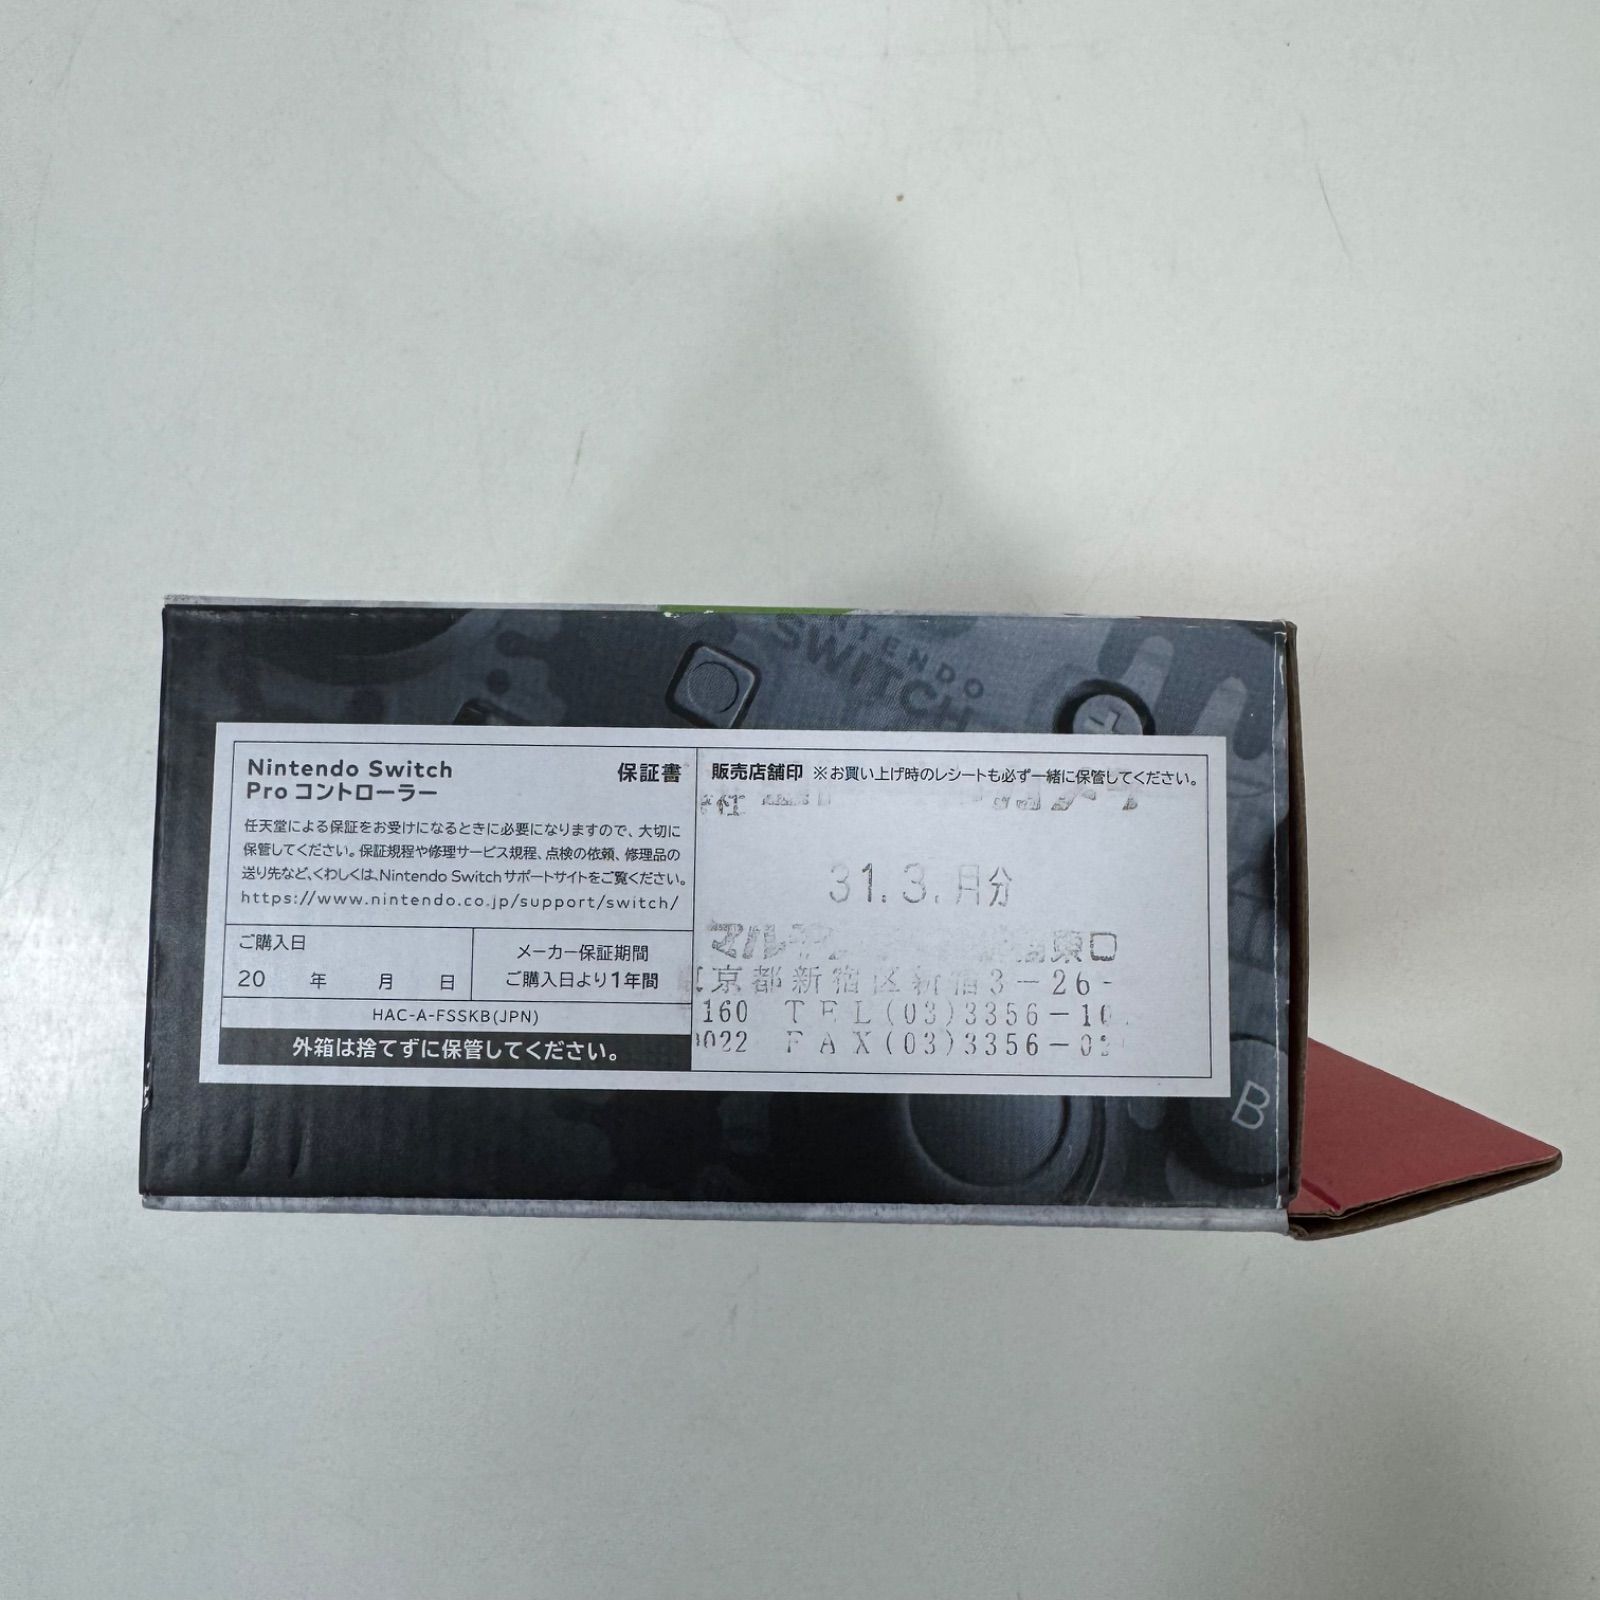 NINTENDO
SWITCH
Nintendo Switch
Pro コントローラー
保証書
任天堂による保証をお受けになるときに必要になりますので、大切に
保管してください。保証規程や修理サービス規程、点検の依頼、修理品の
送り先など、くわしくは、Nintendo Switchサポートサイトをご覧ください。
https://www.nintendo.co.jp/support/switch/
ご購入日
20 年 月 日
メーカー保証期間
ご購入日より1年間
HAC-A-FSSKB(JPN)
外箱は捨てずに保管してください。
販売店舗印 ※お買い上げ時のレシートも必ず一緒に保管してください。
31.3.月分
東口
京都新宿区新宿3-26-
160 TEL(03)3356-10
022 FAX(03)3356-0
B